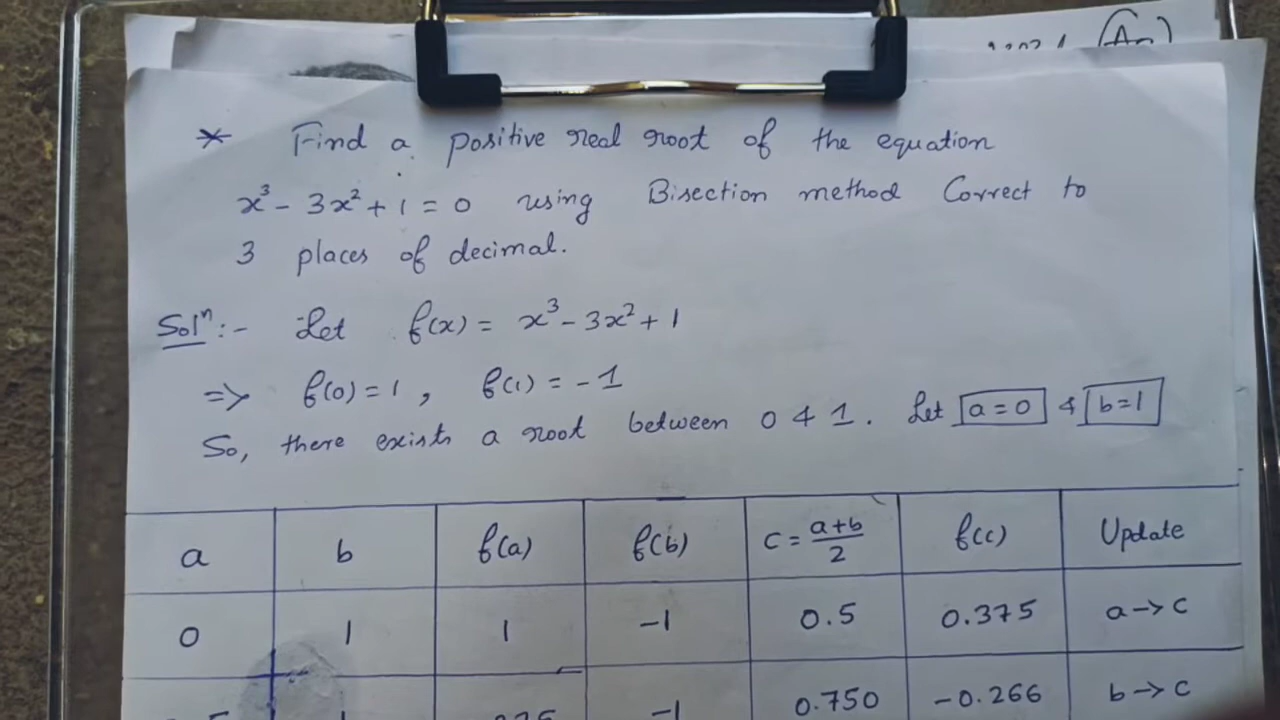 * Find a positive real root of the equation
x³ - 3x² + 1 = 0 using Bisection method Correct to
3 places of decimal.
Solⁿ:- Let f(x) = x³ - 3x² + 1
=> f(0) = 1, f(1) = -1
So, there exists a root between 0 & 1. Let a = 0 & b = 1
a b f(a) f(b) c = a+b/2 f(c) Update
0 1 1 -1 0.5 0.375 a → c
-1 0.750 -0.266 b → c